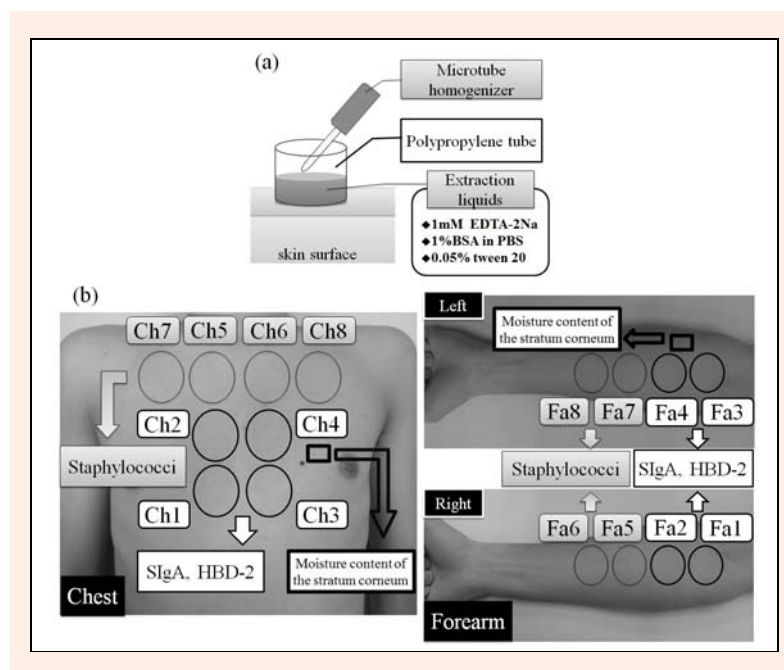 (a)
Microtube
homogenizer
Polypropylene tube
Extraction
liquids
◆1mM EDTA-2Na
◆1%BSA in PBS
◆0.05% tween 20
skin surface
(b)
Ch7 Ch5 Ch6 Ch8
Ch2 Ch4
Staphylococci
Ch1 Ch3
SIgA, HBD-2
Moisture content of
the stratum corneum
Chest
Left
Moisture content of
the stratum corneum
Fa8 Fa7 Fa4 Fa3
Staphylococci SIgA, HBD-2
Right
Fa6 Fa5 Fa2 Fa1
Forearm